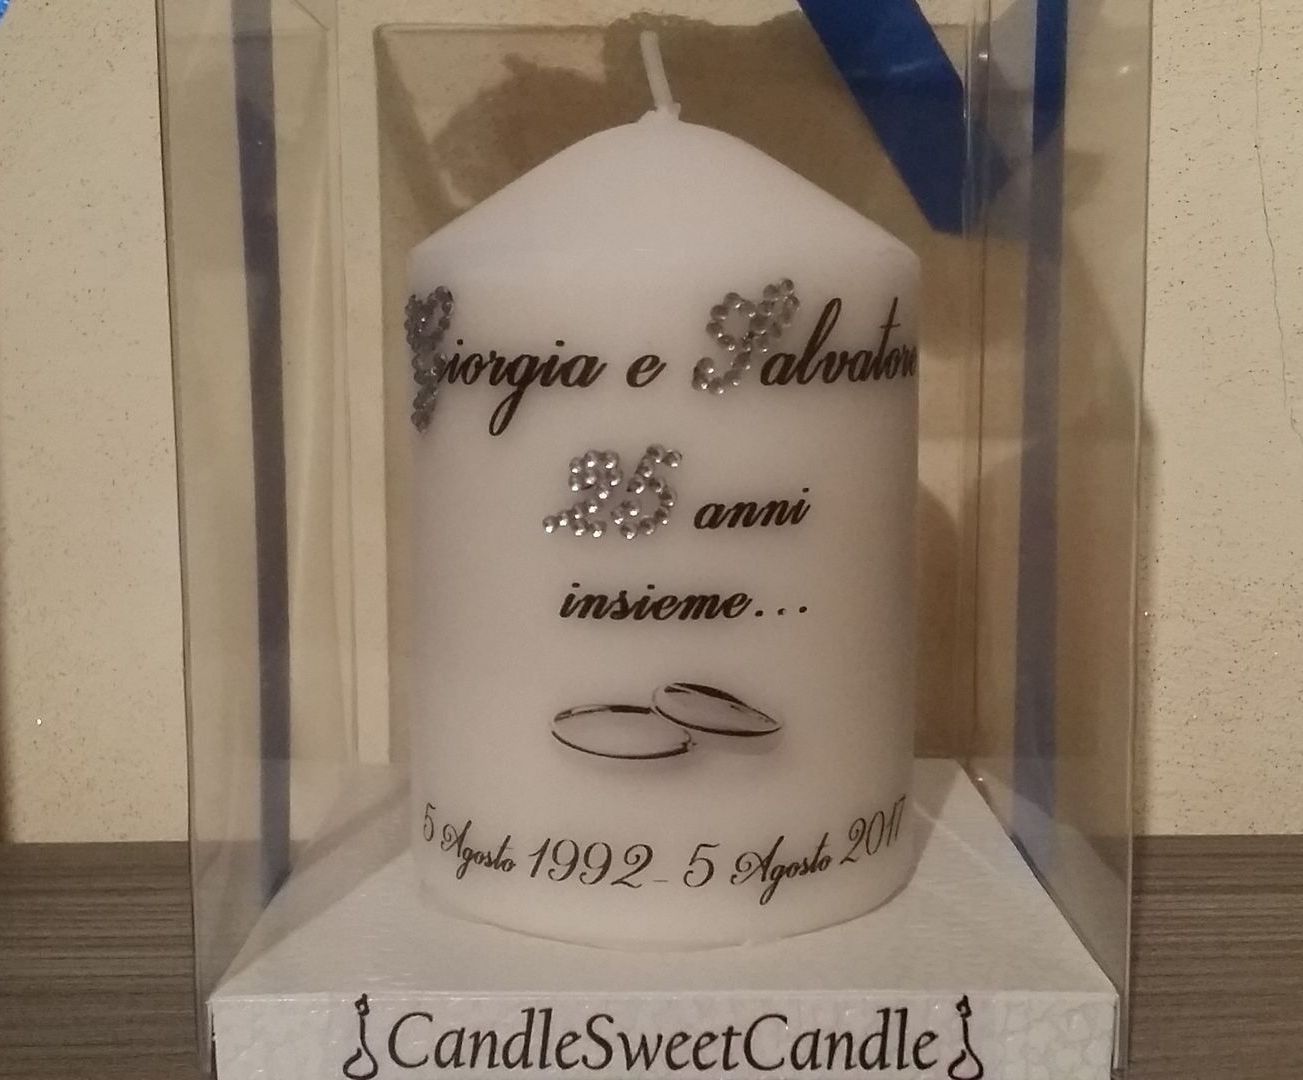 Giorgia e Salvatore
25 anni
insieme...
5 Agosto 1992 - 5 Agosto 2017
CandleSweetCandle